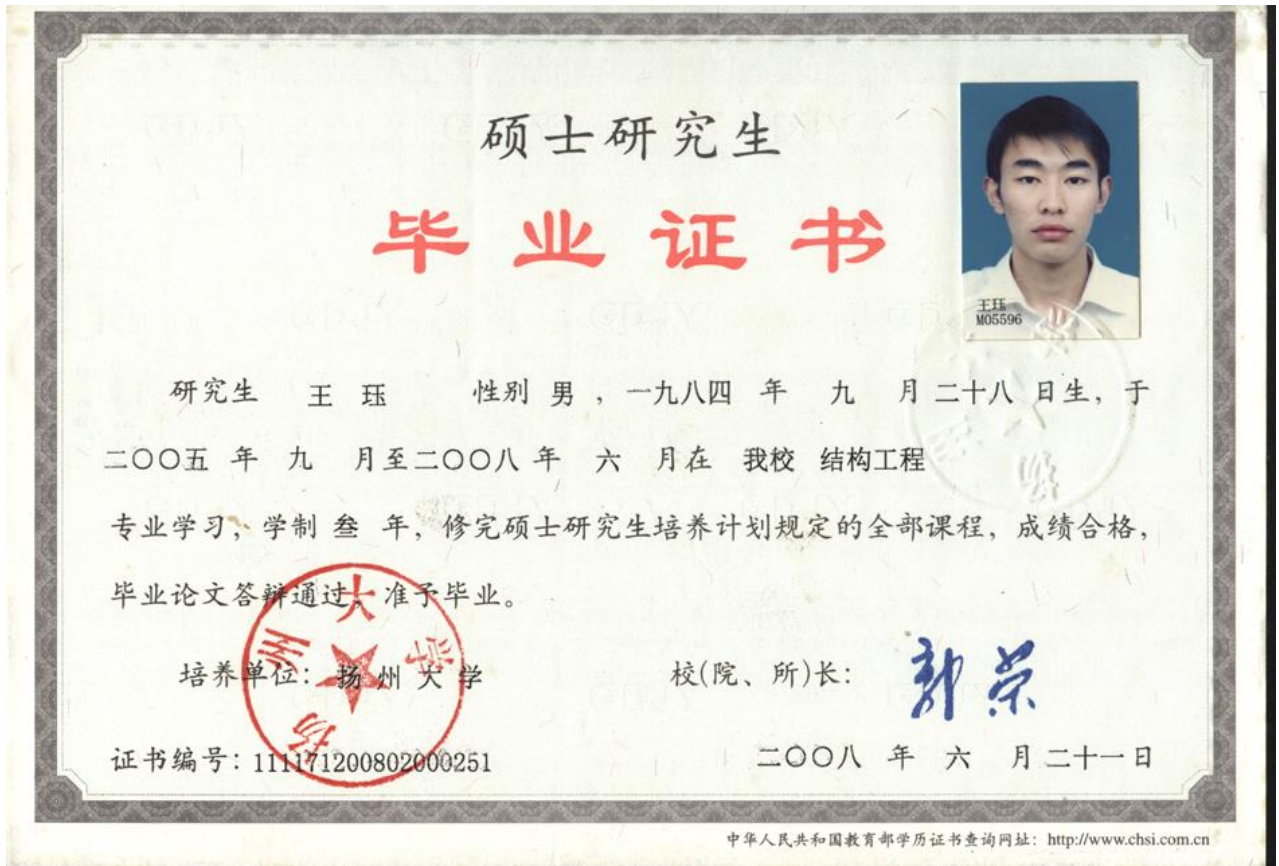 硕士研究生
毕业证书
王珏
M05596
研究生 王 珏 性别 男 ，一九八四 年 九 月 二十八 日生，于
二〇〇五 年 九 月至二〇〇八 年 六 月在 我校 结构工程
专业学习，学制 叁 年，修完硕士研究生培养计划规定的全部课程，成绩合格，
毕业论文答辩通过，准予毕业。
扬州大学
培养单位：扬 州 大 学 校(院、所)长：郭荣
证书编号：111171200802000251 二〇〇八 年 六 月 二十一 日
中华人民共和国教育部学历证书查询网址：http://www.chsi.com.cn